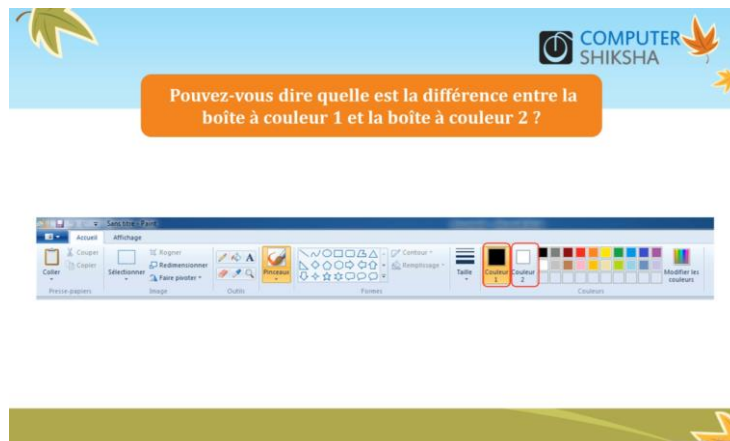 COMPUTER
SHIKSHA
Pouvez-vous dire quelle est la différence entre la
boîte à couleur 1 et la boîte à couleur 2 ?
Sans titre - Paint
Accueil Affichage
Coller
Couper
Copier
Presse-papiers
Sélectionner
Rogner
Redimensionner
Faire pivoter
Image
A
Outils
Pinceaux
Contour
Remplissage
Formes
Taille
Couleur
1
Couleur
2
Modifier les
couleurs
Couleurs